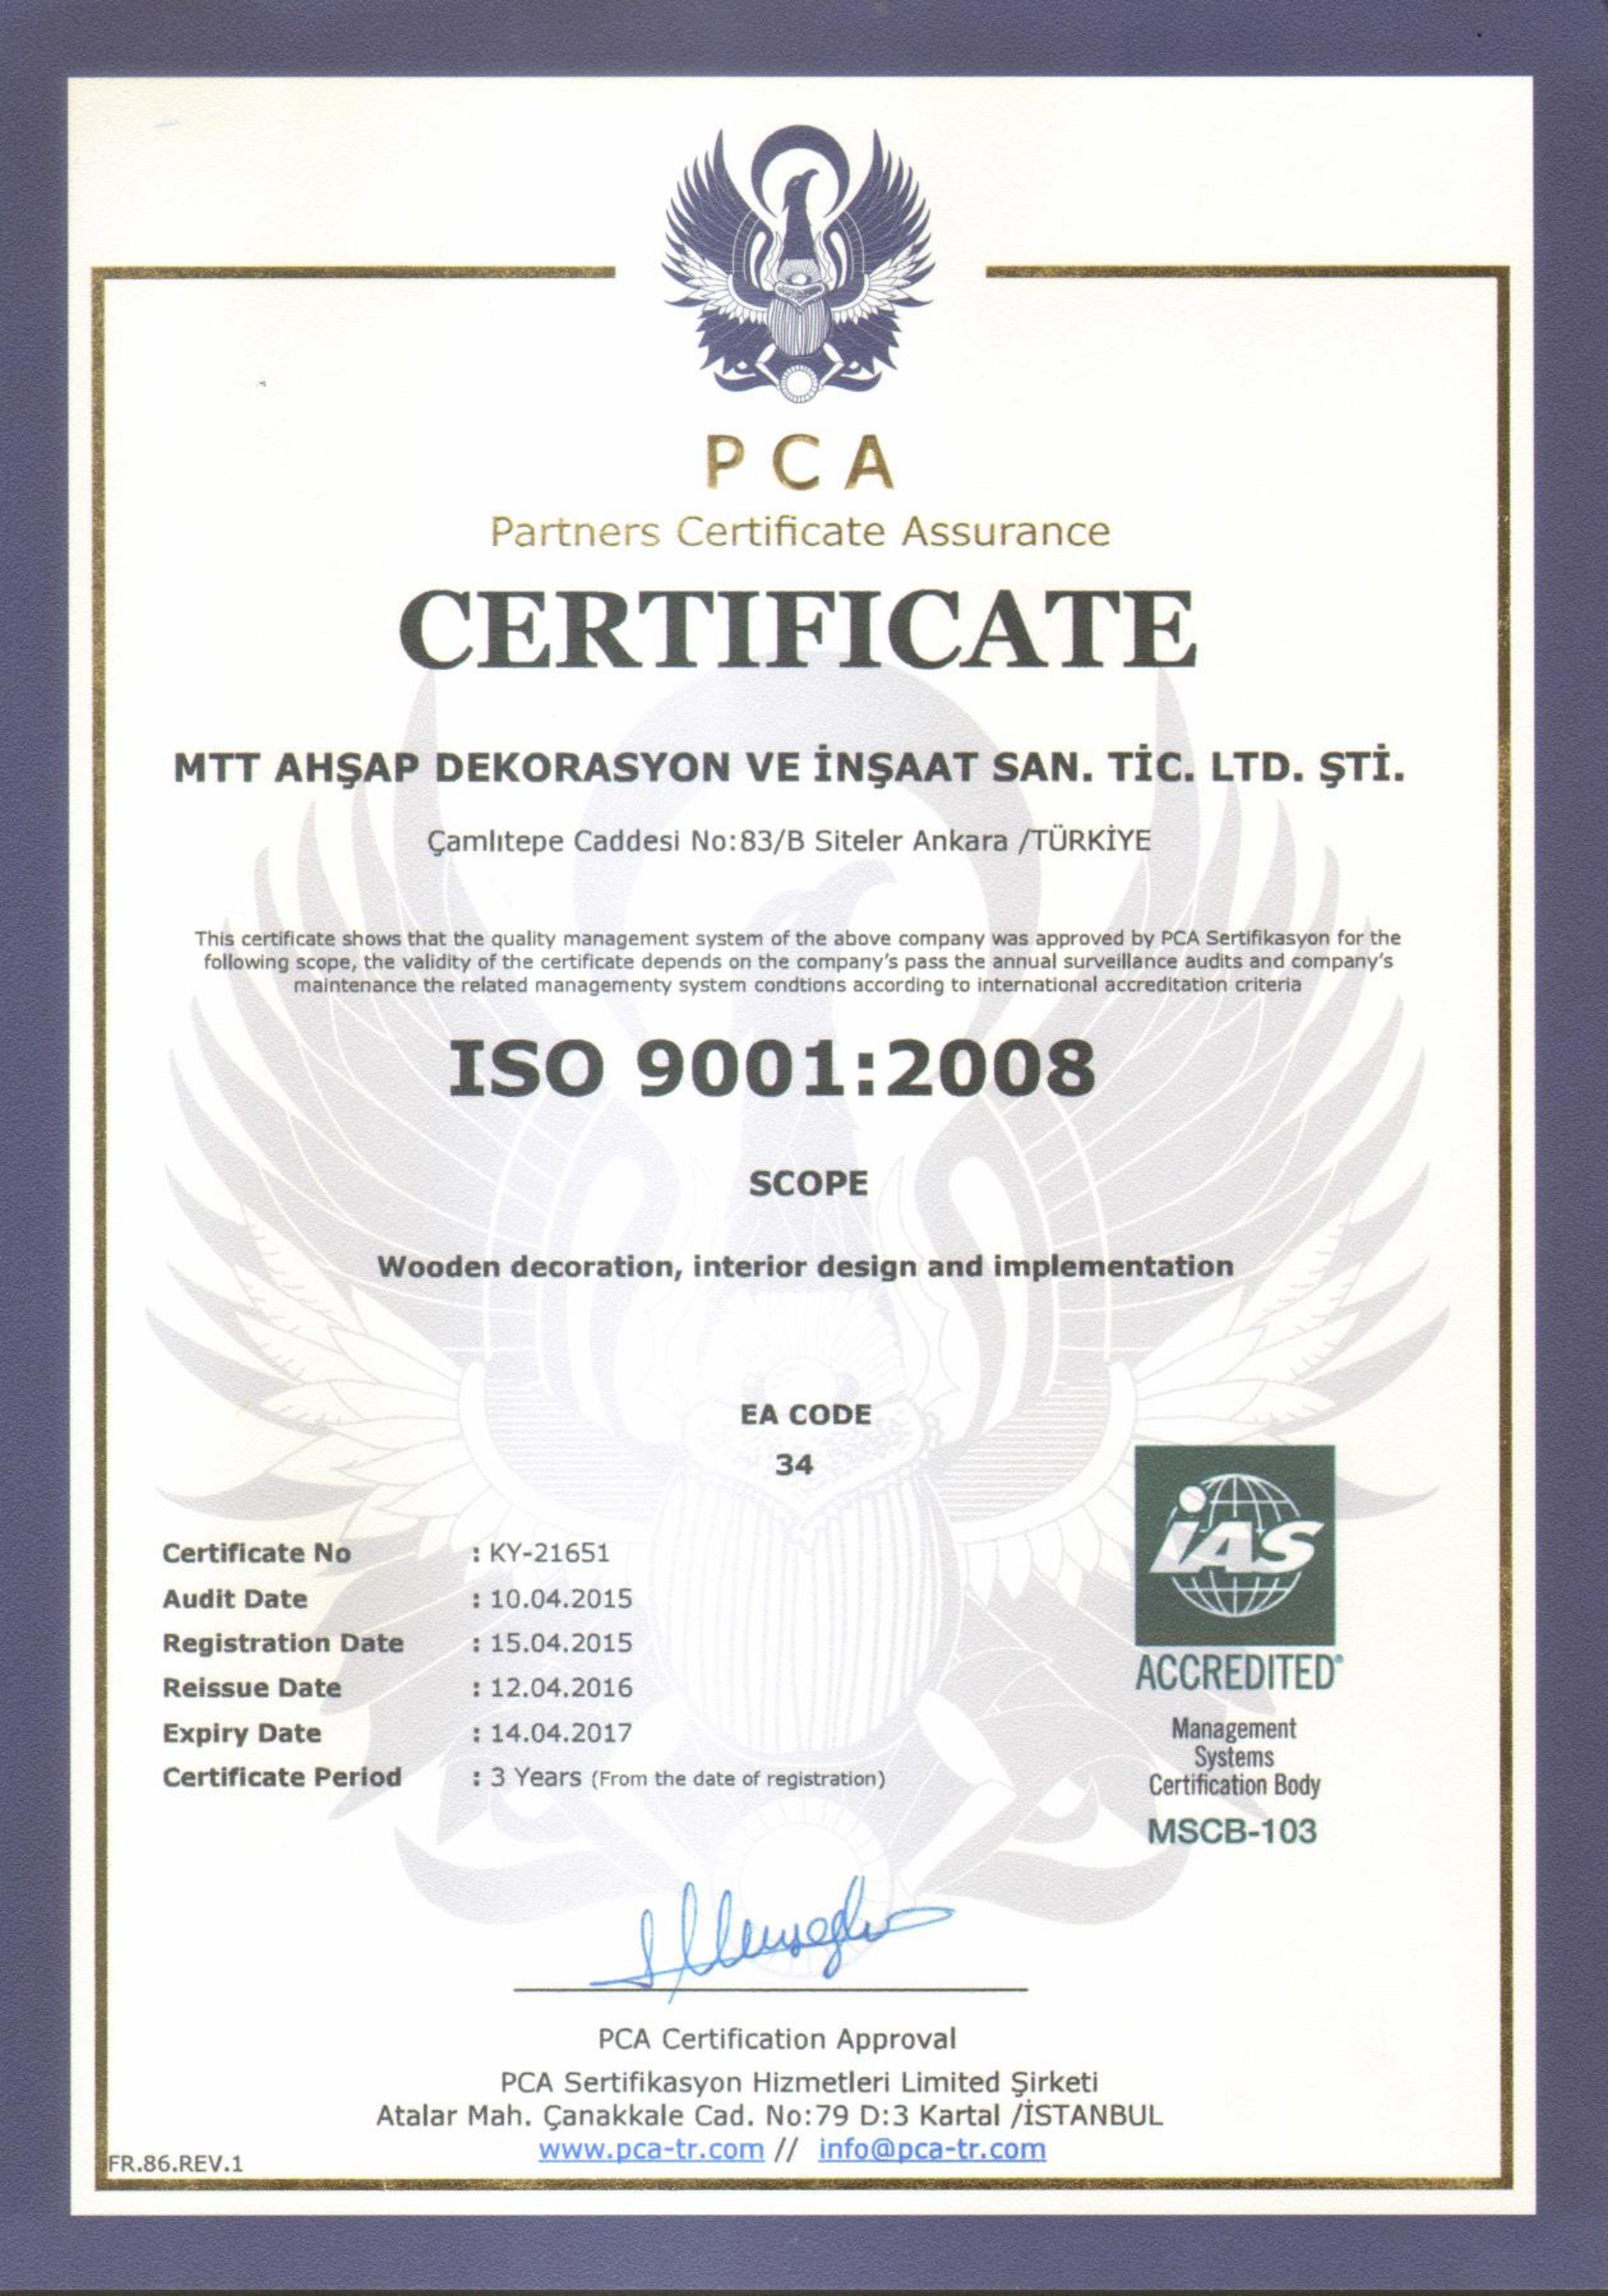 PCA
Partners Certificate Assurance
CERTIFICATE
MTT AHŞAP DEKORASYON VE İNŞAAT SAN. TİC. LTD. ŞTİ.
Çamlıtepe Caddesi No:83/B Siteler Ankara /TÜRKİYE
This certificate shows that the quality management system of the above company was approved by PCA Sertifikasyon for the
following scope, the validity of the certificate depends on the company's pass the annual surveillance audits and company's
maintenance the related managementy system condtions according to international accreditation criteria
ISO 9001:2008
SCOPE
Wooden decoration, interior design and implementation
EA CODE
34
Certificate No : KY-21651
Audit Date : 10.04.2015
Registration Date : 15.04.2015
Reissue Date : 12.04.2016
Expiry Date : 14.04.2017
Certificate Period : 3 Years (From the date of registration)
iAS
ACCREDITED®
Management
Systems
Certification Body
MSCB-103
PCA Certification Approval
PCA Sertifikasyon Hizmetleri Limited Şirketi
Atalar Mah. Çanakkale Cad. No:79 D:3 Kartal /İSTANBUL
www.pca-tr.com // info@pca-tr.com
FR.86.REV.1